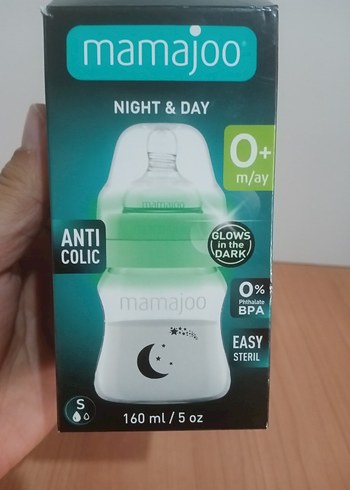 mamajoo®
NIGHT & DAY
0+
m/ay
mamajoo
ANTI
COLIC
GLOWS
in the
DARK
mamajoo
0%
Phthalate
BPA
EASY
STERIL
S
160 ml / 5 oz